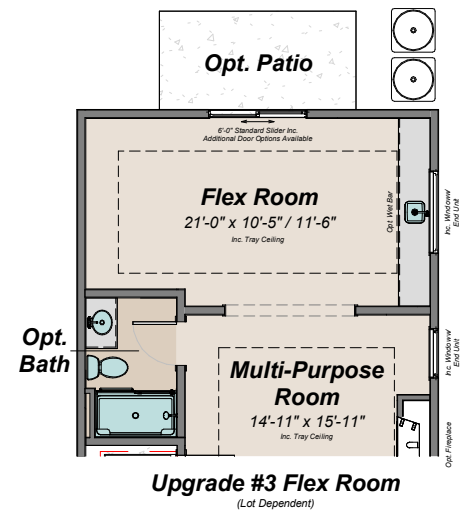 Opt. Patio
6'-0" Standard Slider Inc.
Additional Door Options Available
Flex Room
21'-0" x 10'-5" / 11'-6"
Inc. Tray Ceiling
Opt. Wet Bar
Inc. Windoww/
End Unit
Opt.
Bath
Multi-Purpose
Room
14'-11" x 15'-11"
Inc. Tray Ceiling
Inc. Windoww/
End Unit
Opt. Fireplace
Upgrade #3 Flex Room
(Lot Dependent)